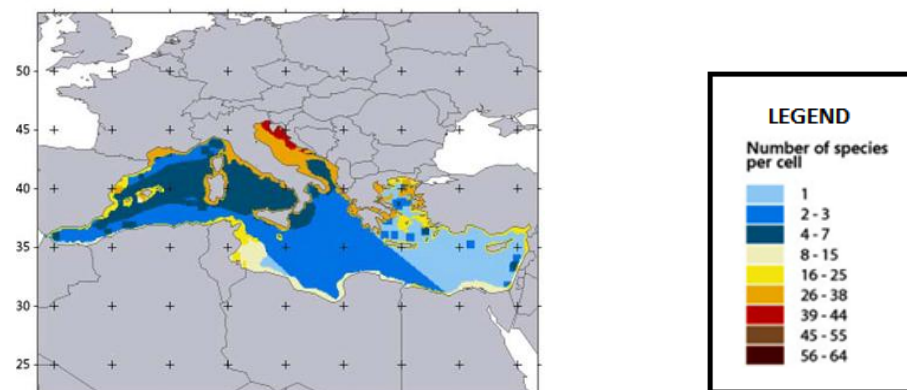 50
45
40
35
30
25
LEGEND
Number of species
per cell
1
2 - 3
4 - 7
8 - 15
16 - 25
26 - 38
39 - 44
45 - 55
56 - 64